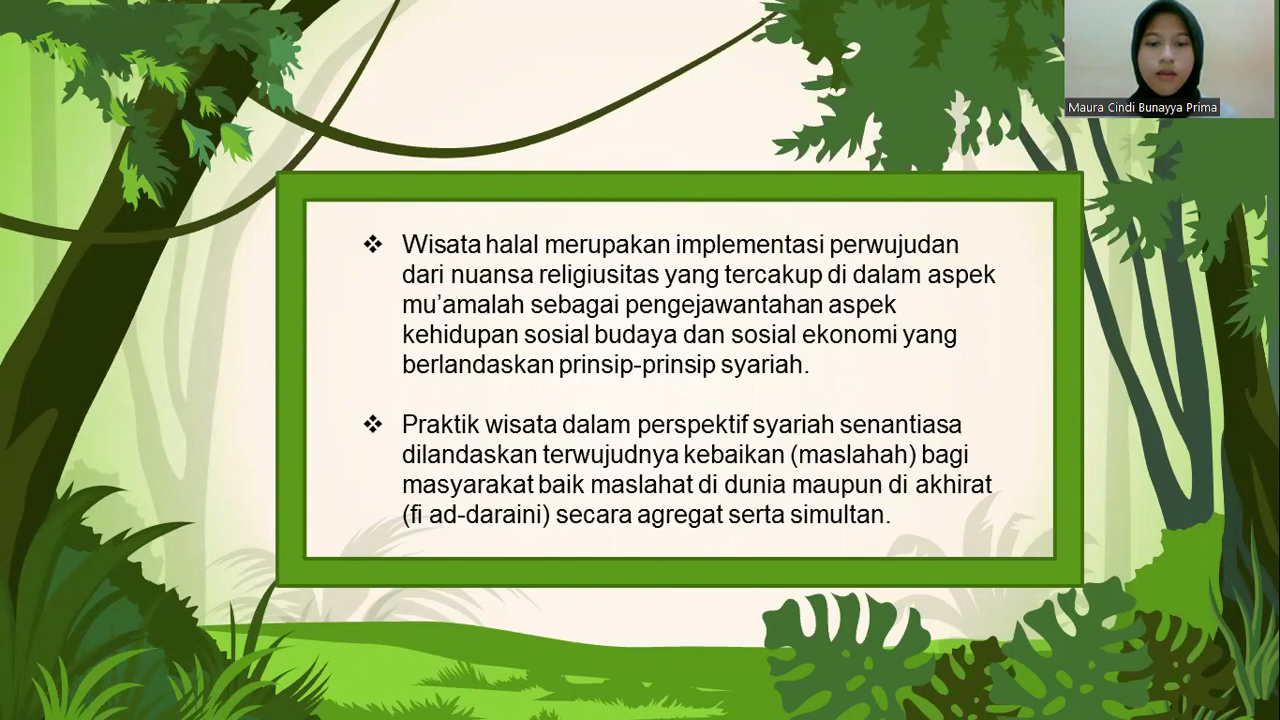 Maura Cindi Bunayya Prima
❖ Wisata halal merupakan implementasi perwujudan
dari nuansa religiusitas yang tercakup di dalam aspek
mu’amalah sebagai pengejawantahan aspek
kehidupan sosial budaya dan sosial ekonomi yang
berlandaskan prinsip-prinsip syariah.
❖ Praktik wisata dalam perspektif syariah senantiasa
dilandaskan terwujudnya kebaikan (maslahah) bagi
masyarakat baik maslahat di dunia maupun di akhirat
(fi ad-daraini) secara agregat serta simultan.